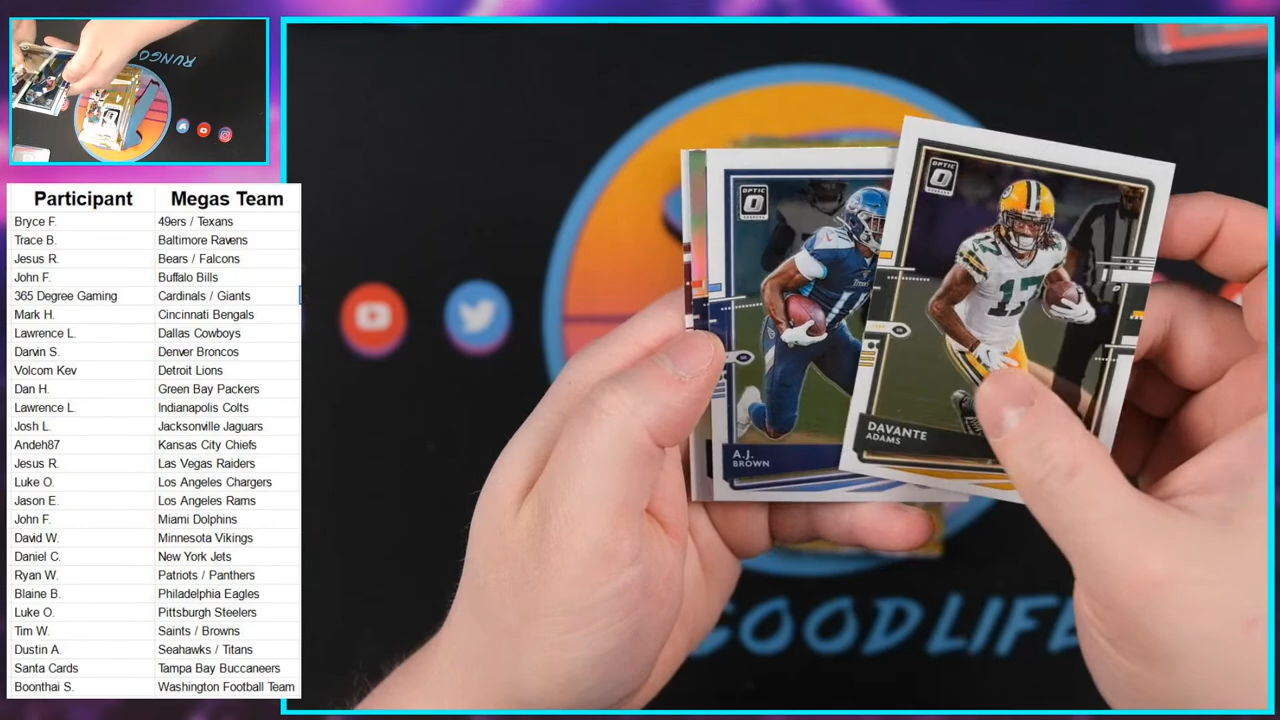 RUNGOOD
Participant Megas Team
Bryce F. 49ers / Texans
Trace B. Baltimore Ravens
Jesus R. Bears / Falcons
John F. Buffalo Bills
365 Degree Gaming Cardinals / Giants
Mark H. Cincinnati Bengals
Lawrence L. Dallas Cowboys
Darvin S. Denver Broncos
Volcom Kev Detroit Lions
Dan H. Green Bay Packers
Lawrence L. Indianapolis Colts
Josh L. Jacksonville Jaguars
Andeh87 Kansas City Chiefs
Jesus R. Las Vegas Raiders
Luke O. Los Angeles Chargers
Jason E. Los Angeles Rams
John F. Miami Dolphins
David W. Minnesota Vikings
Daniel C. New York Jets
Ryan W. Patriots / Panthers
Blaine B. Philadelphia Eagles
Luke O. Pittsburgh Steelers
Tim W. Saints / Browns
Dustin A. Seahawks / Titans
Santa Cards Tampa Bay Buccaneers
Boonthai S. Washington Football Team
OPTIC
A.J.
BROWN
OPTIC
17
DAVANTE
ADAMS
GOODLIFE